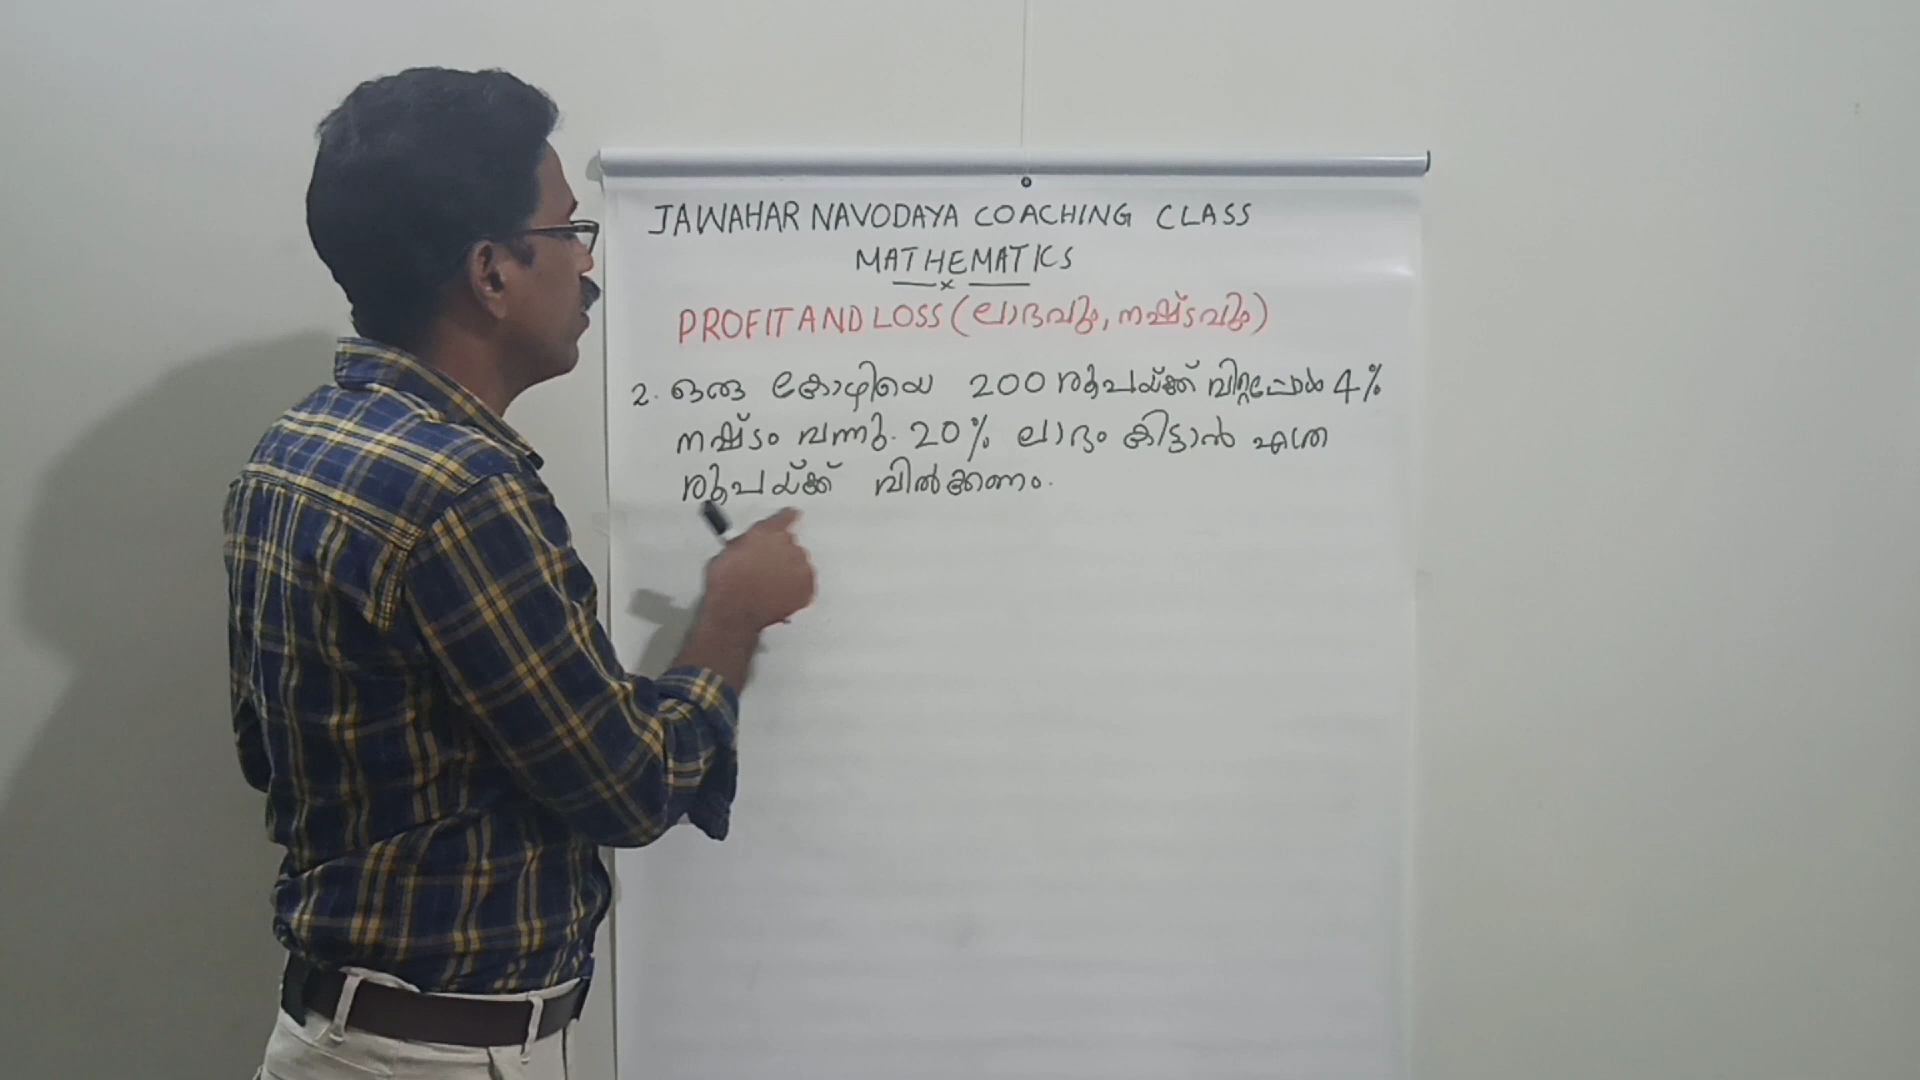 JAWAHAR NAVODAYA COACHING CLASS
MATHEMATICS
PROFIT AND LOSS (ലാഭവും, നഷ്ടവും)
2. ഒരു കോഴിയെ 200 രൂപയ്ക്ക് വിറ്റപ്പോൾ 4%
നഷ്ടം വന്നു. 20% ലാഭം കിട്ടാൻ എത്ര
രൂപയ്ക്ക് വിൽക്കണം.